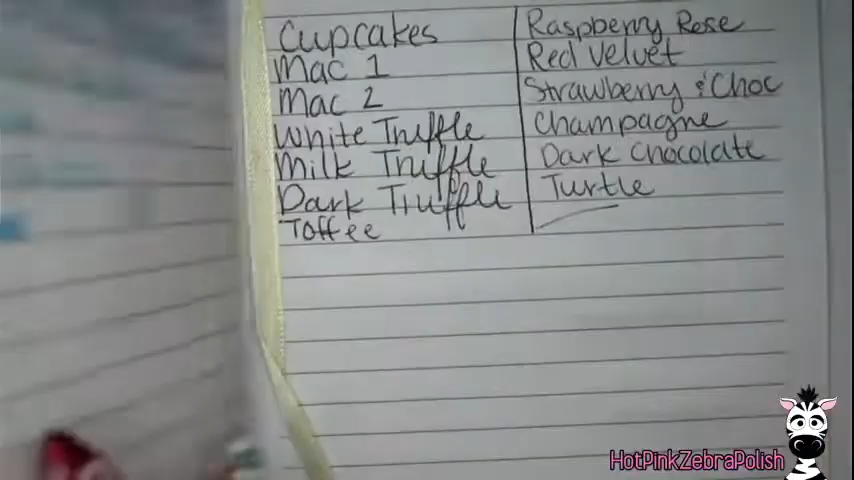 Cupcakes Raspberry Rose
Mac 1 Red Velvet
Mac 2 Strawberry & Choc
White Truffle Champagne
Milk Truffle Dark Chocolate
Dark Truffle Turtle
Toffee
HotPinkZebraPolish